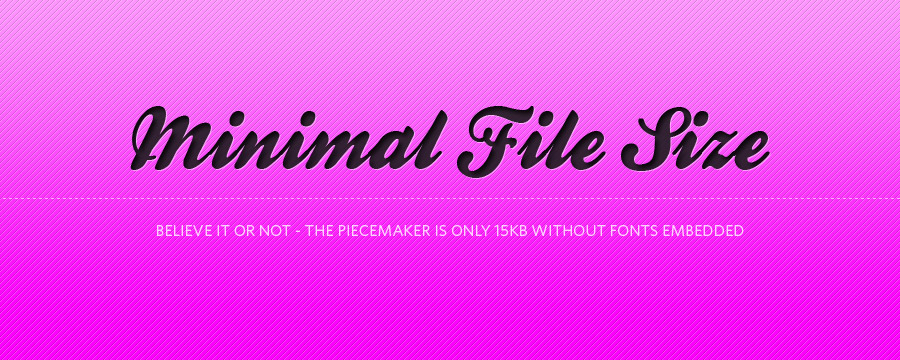 Minimal File Size
BELIEVE IT OR NOT - THE PIECEMAKER IS ONLY 15KB WITHOUT FONTS EMBEDDED